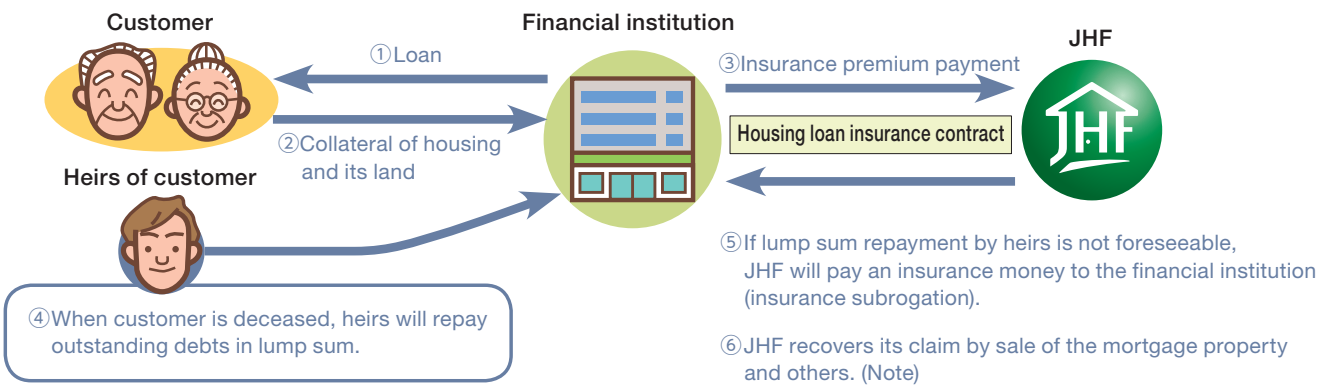 Customer
Financial institution
JHF
①Loan
③Insurance premium payment
Housing loan insurance contract
JHF
②Collateral of housing
and its land
Heirs of customer
④When customer is deceased, heirs will repay
outstanding debts in lump sum.
⑤If lump sum repayment by heirs is not foreseeable,
JHF will pay an insurance money to the financial institution
(insurance subrogation).
⑥JHF recovers its claim by sale of the mortgage property
and others. (Note)